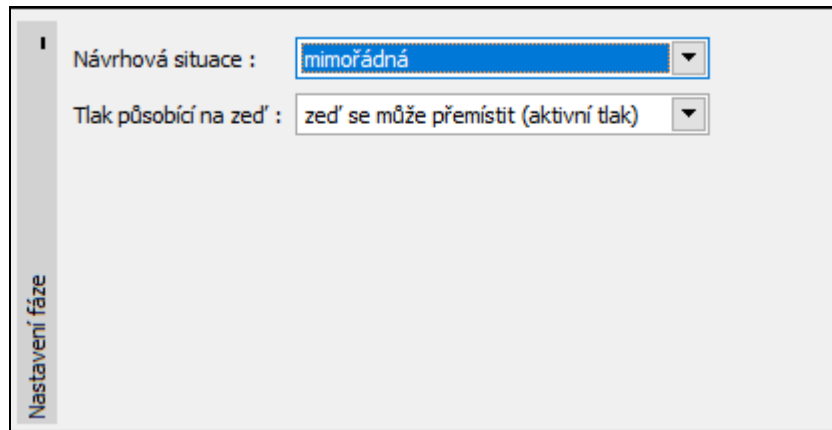 Návrhová situace :
mimořádná
Tlak působící na zeď :
zeď se může přemístit (aktivní tlak)
Nastavení fáze